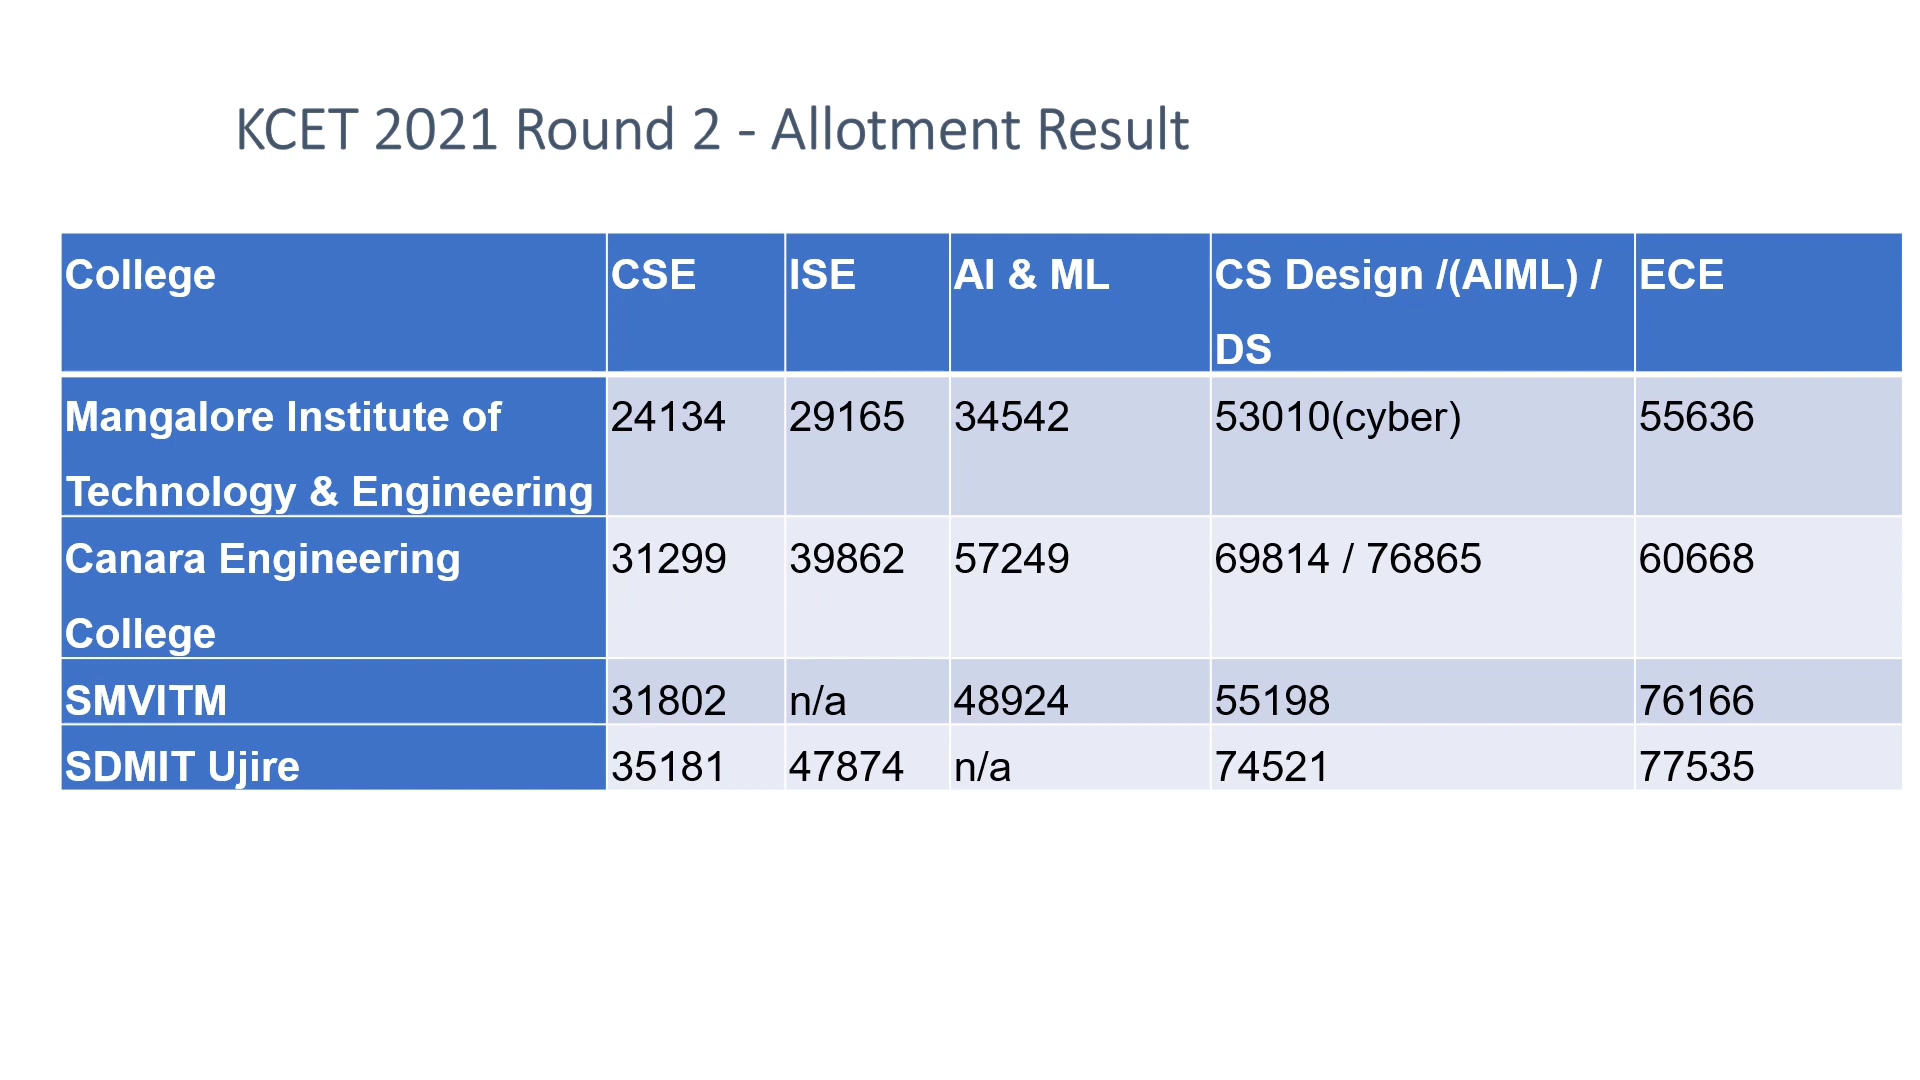 KCET 2021 Round 2 - Allotment Result
College CSE ISE AI & ML CS Design /(AIML) / ECE
DS
Mangalore Institute of 24134 29165 34542 53010(cyber) 55636
Technology & Engineering
Canara Engineering 31299 39862 57249 69814 / 76865 60668
College
SMVITM 31802 n/a 48924 55198 76166
SDMIT Ujire 35181 47874 n/a 74521 77535